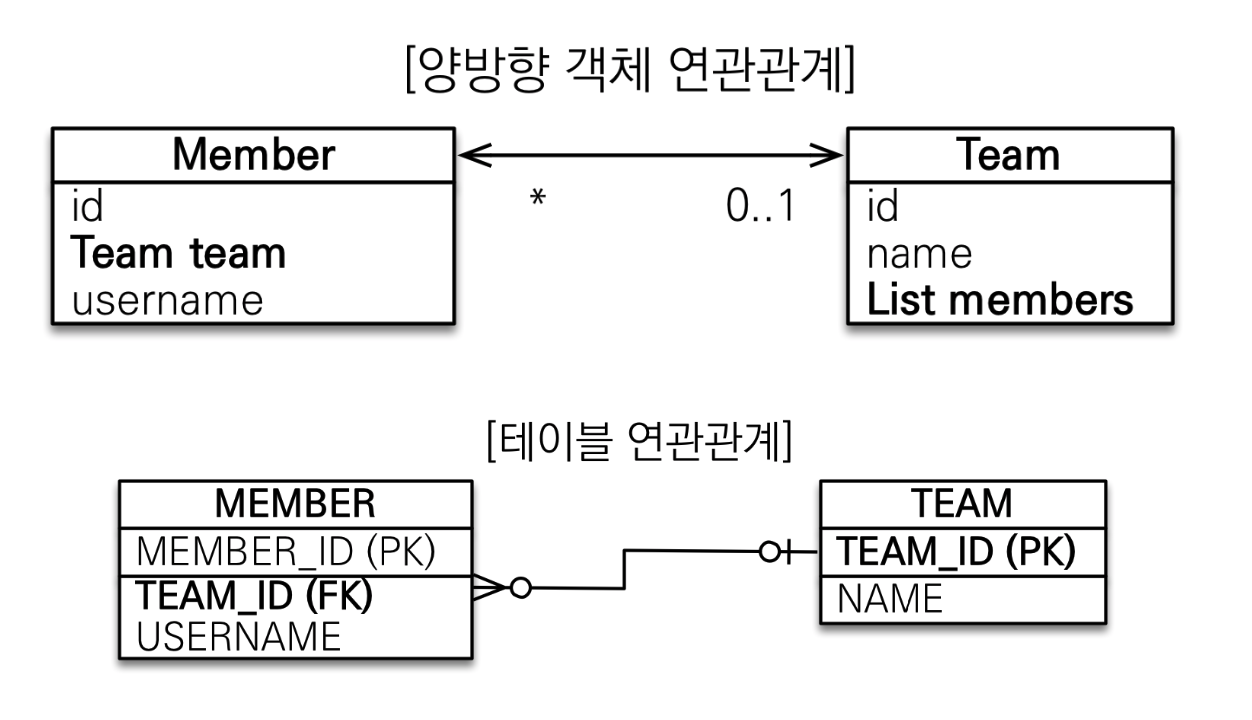 [양방향 객체 연관관계]
Member
id
Team team
username
*
0..1
Team
id
name
List members
[테이블 연관관계]
MEMBER
MEMBER_ID (PK)
TEAM_ID (FK)
USERNAME
TEAM
TEAM_ID (PK)
NAME